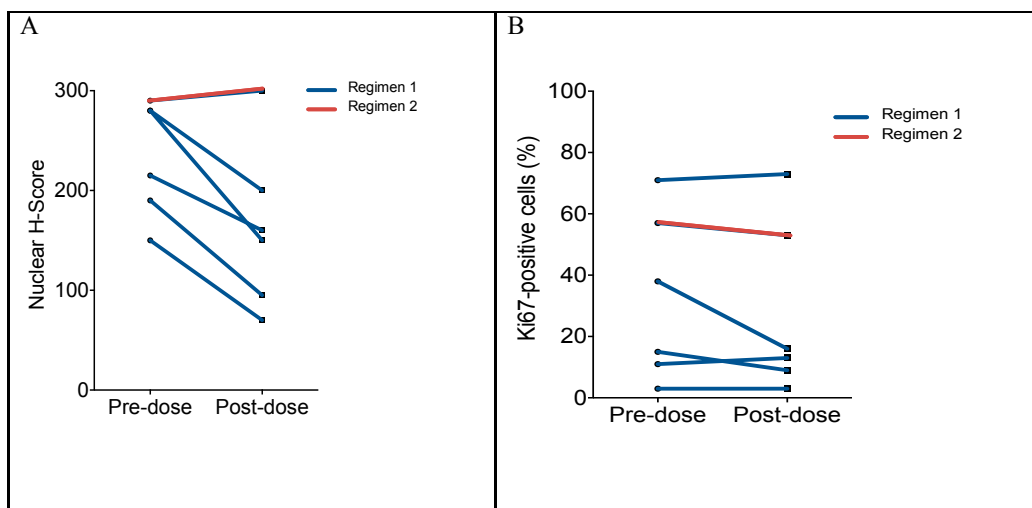 A
Nuclear H-Score
300
200
100
0
Pre-dose
Post-dose
Regimen 1
Regimen 2
B
Ki67-positive cells (%)
100
80
60
40
20
0
Pre-dose
Post-dose
Regimen 1
Regimen 2